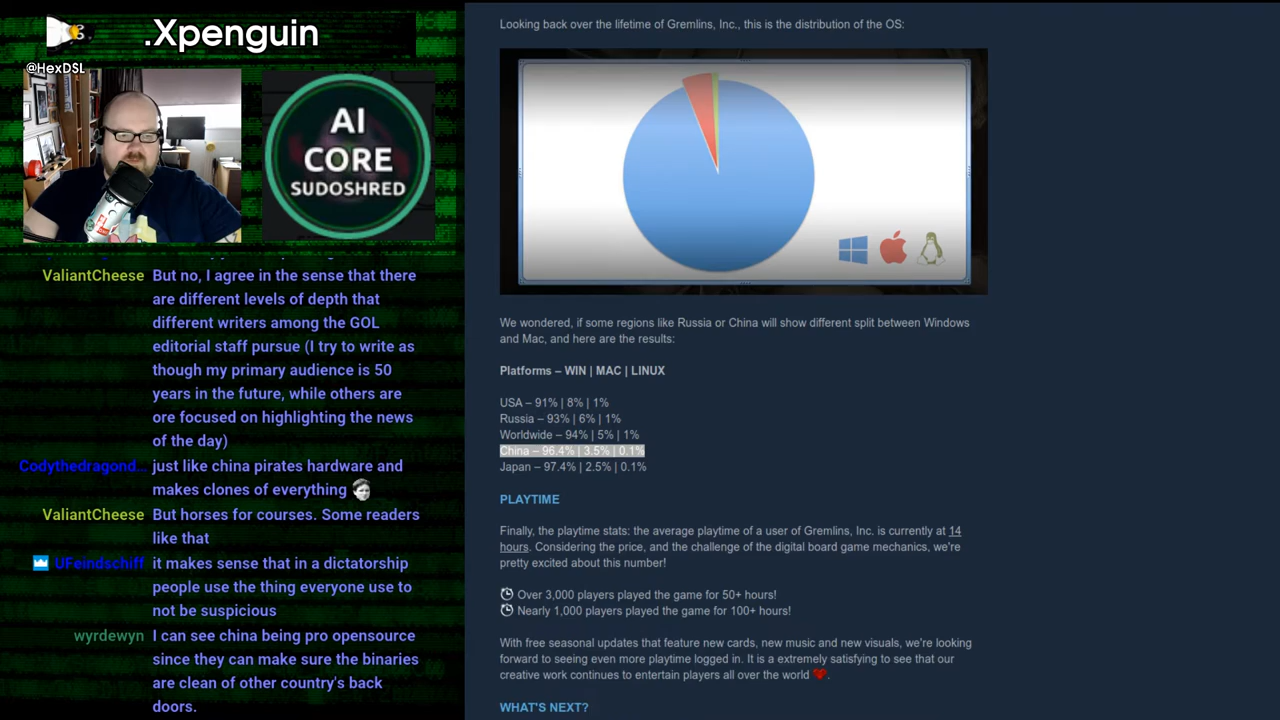 .Xpenguin
@HexDSL
AI
CORE
SUDOSHRED
ValiantCheese But no, I agree in the sense that there
are different levels of depth that
different writers among the GOL
editorial staff pursue (I try to write as
though my primary audience is 50
years in the future, while others are
ore focused on highlighting the news
of the day)
Codythedragond... just like china pirates hardware and
makes clones of everything
ValiantCheese But horses for courses. Some readers
like that
UFeindschiff it makes sense that in a dictatorship
people use the thing everyone use to
not be suspicious
wyrdewyn I can see china being pro opensource
since they can make sure the binaries
are clean of other country's back
doors.
Looking back over the lifetime of Gremlins, Inc., this is the distribution of the OS:
We wondered, if some regions like Russia or China will show different split between Windows
and Mac, and here are the results:
Platforms – WIN | MAC | LINUX
USA – 91% | 8% | 1%
Russia – 93% | 6% | 1%
Worldwide – 94% | 5% | 1%
China – 96.4% | 3.5% | 0.1%
Japan – 97.4% | 2.5% | 0.1%
PLAYTIME
Finally, the playtime stats: the average playtime of a user of Gremlins, Inc. is currently at 14
hours. Considering the price, and the challenge of the digital board game mechanics, we're
pretty excited about this number!
Over 3,000 players played the game for 50+ hours!
Nearly 1,000 players played the game for 100+ hours!
With free seasonal updates that feature new cards, new music and new visuals, we're looking
forward to seeing even more playtime logged in. It is a extremely satisfying to see that our
creative work continues to entertain players all over the world
.
WHAT'S NEXT?